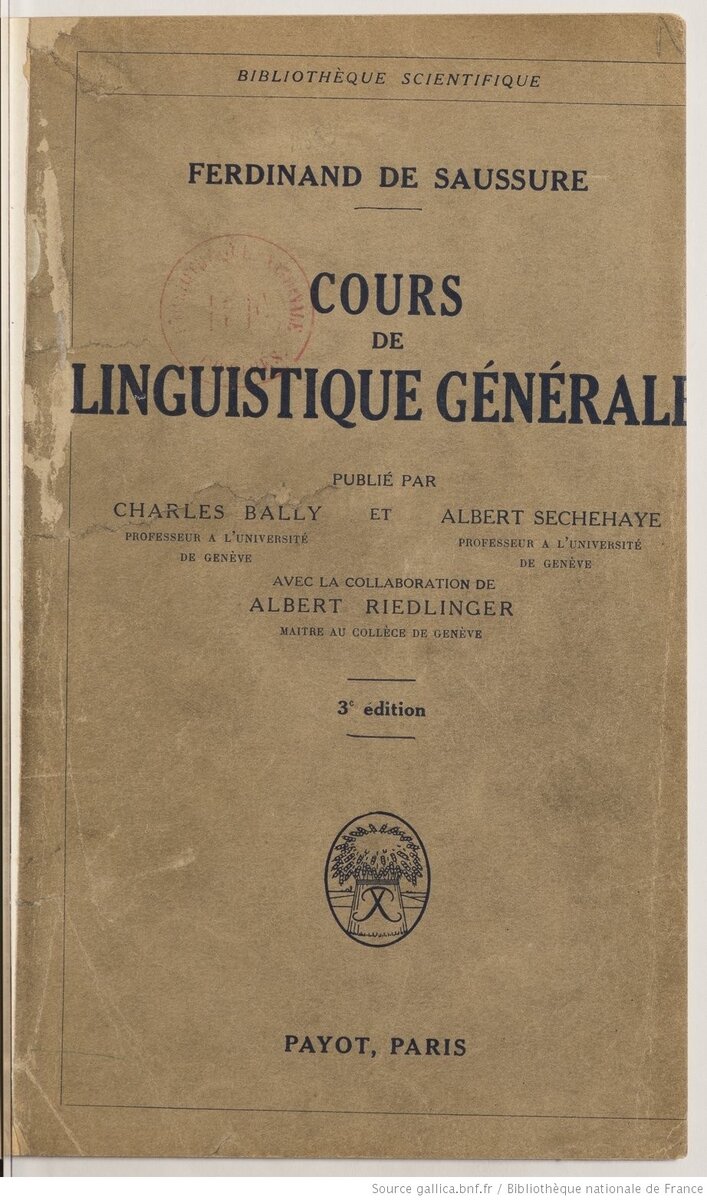 BIBLIOTHÈQUE SCIENTIFIQUE
FERDINAND DE SAUSSURE
COURS
DE
LINGUISTIQUE GÉNÉRALE
PUBLIÉ PAR
CHARLES BALLY ET ALBERT SECHEHAYE
PROFESSEUR A L'UNIVERSITÉ PROFESSEUR A L'UNIVERSITÉ
DE GENÈVE DE GENÈVE
AVEC LA COLLABORATION DE
ALBERT RIEDLINGER
MAITRE AU COLLÈCE DE GENÈVE
3e édition
PAYOT, PARIS
Source gallica.bnf.fr / Bibliothèque nationale de France